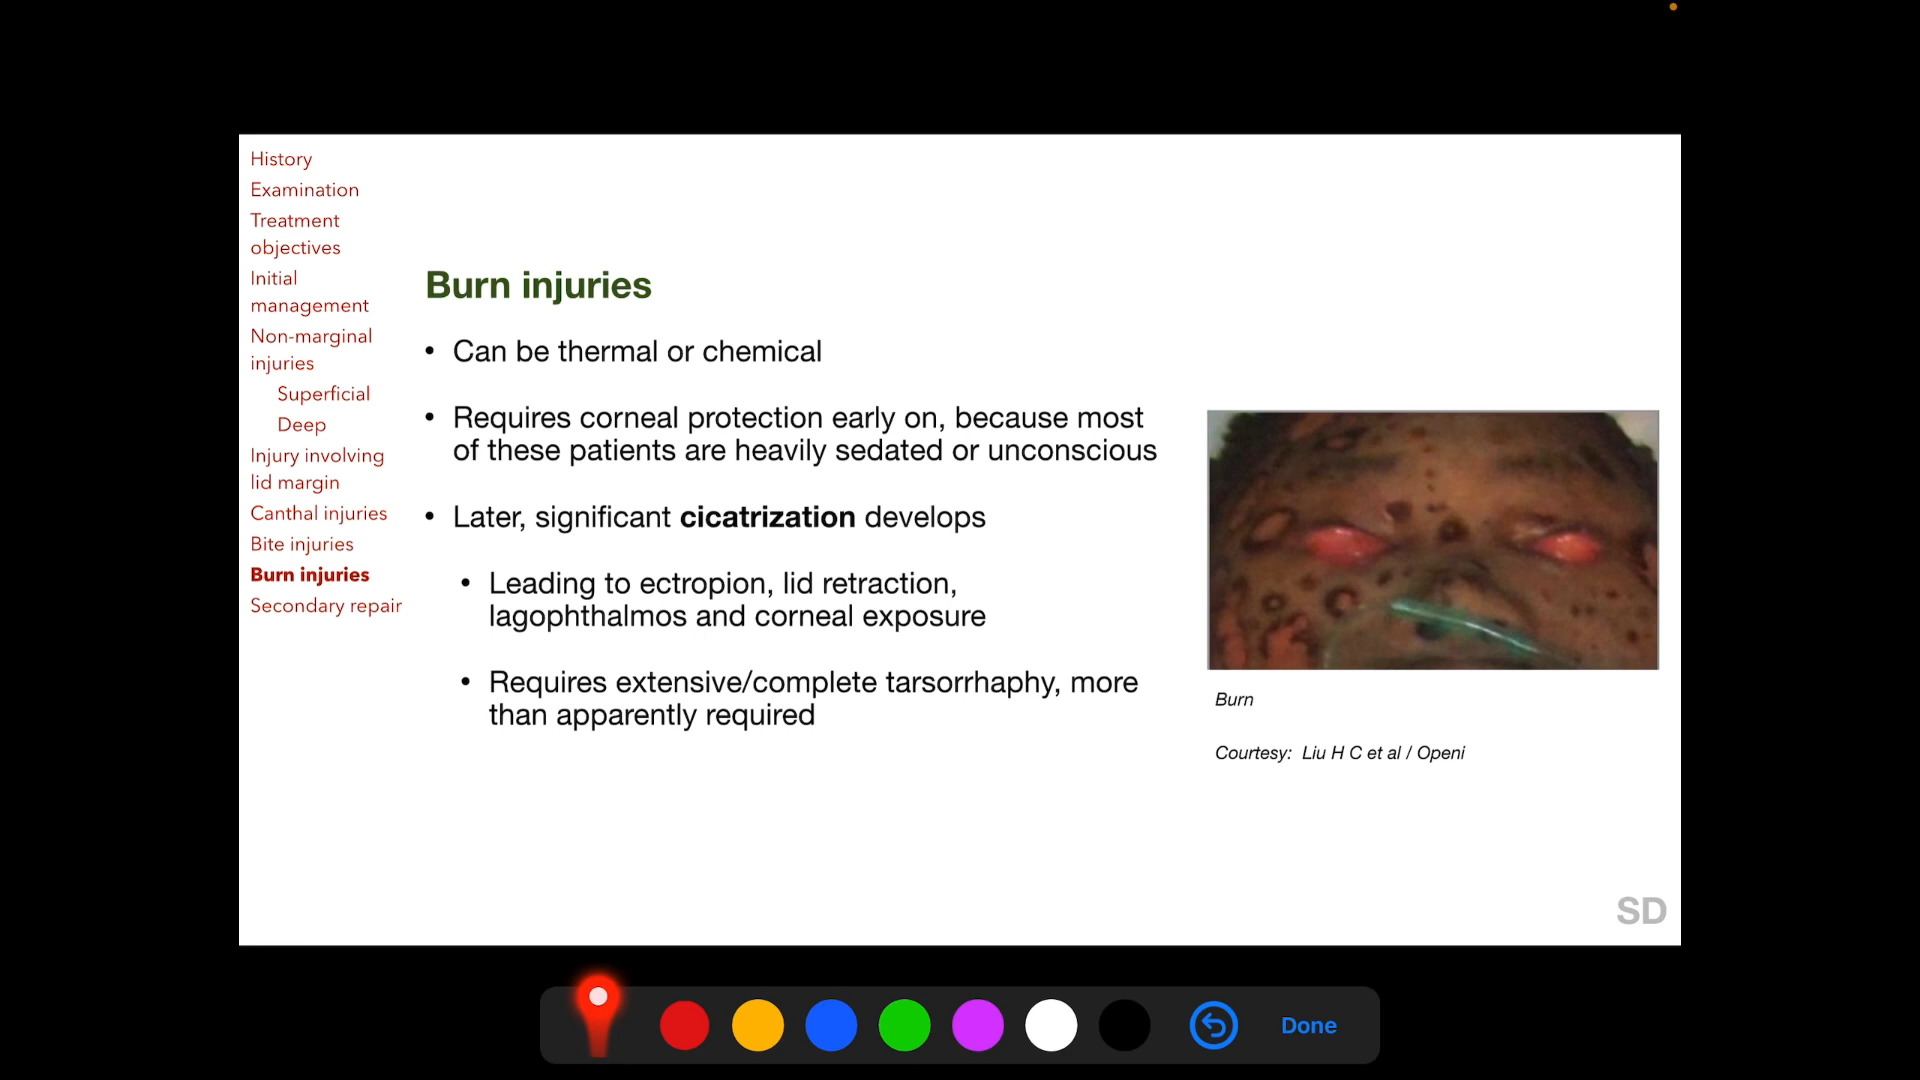 History
Examination
Treatment
objectives
Initial
management
Non-marginal
injuries
Superficial
Deep
Injury involving
lid margin
Canthal injuries
Bite injuries
Burn injuries
Secondary repair
Burn injuries
• Can be thermal or chemical
• Requires corneal protection early on, because most
of these patients are heavily sedated or unconscious
• Later, significant cicatrization develops
• Leading to ectropion, lid retraction,
lagophthalmos and corneal exposure
• Requires extensive/complete tarsorrhaphy, more
than apparently required
Burn
Courtesy: Liu H C et al / Openi
SD
Done